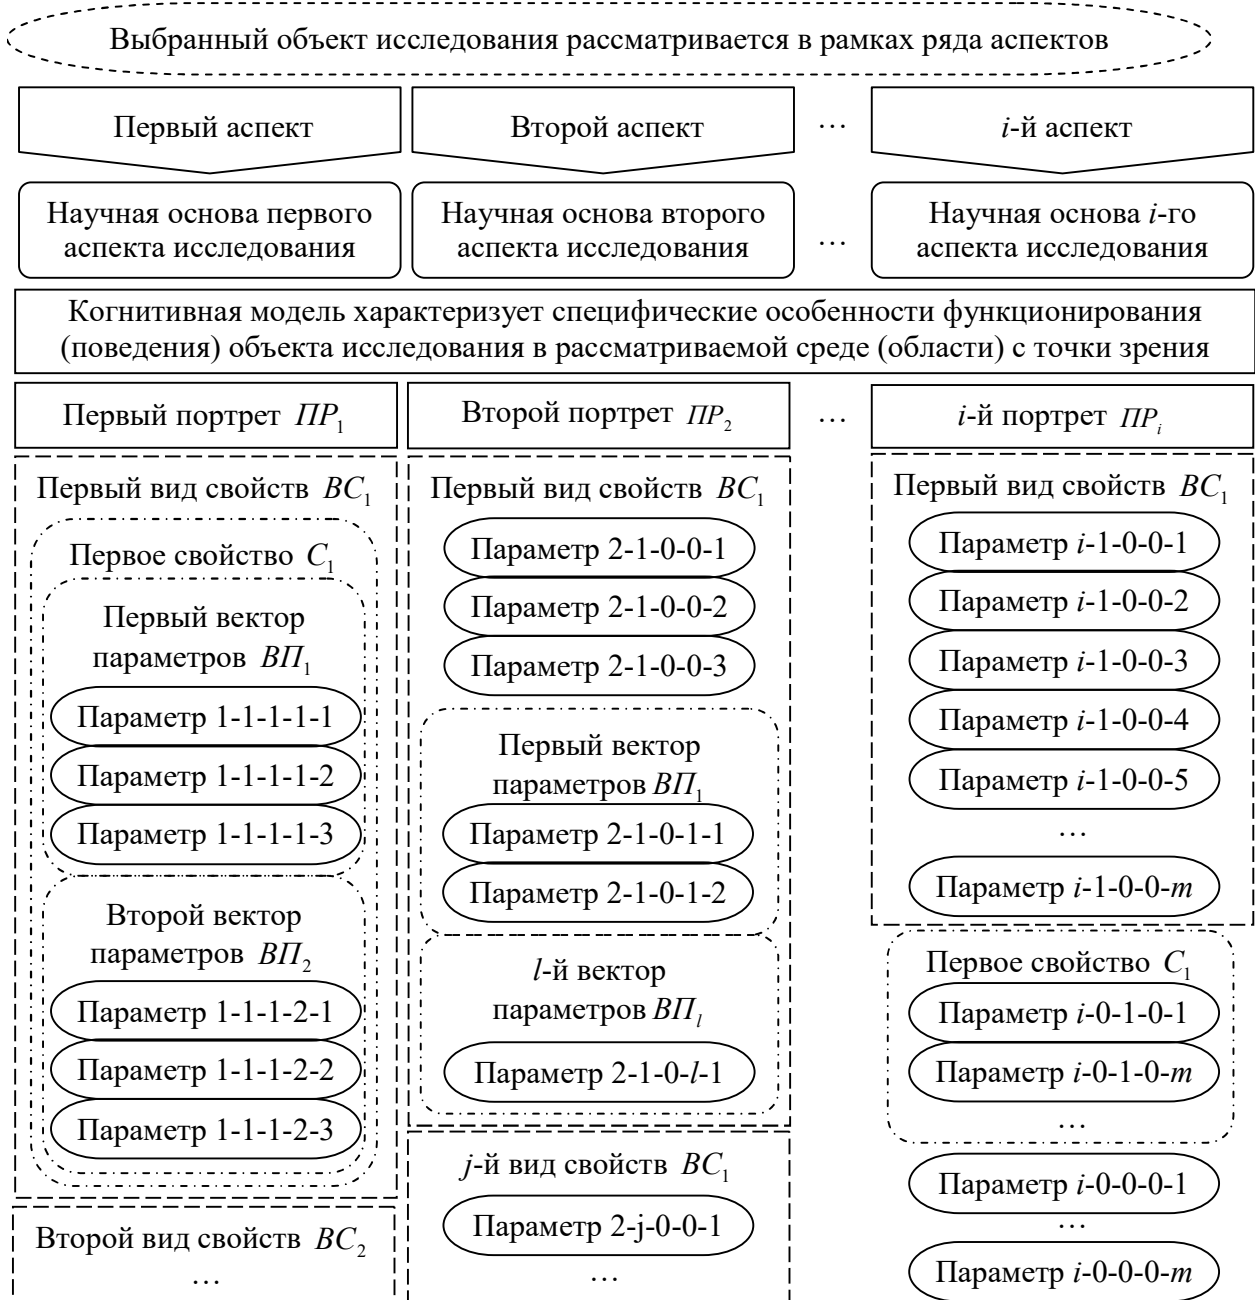 Выбранный объект исследования рассматривается в рамках ряда аспектов
Первый аспект
Второй аспект
…
i-й аспект
Научная основа первого
аспекта исследования
Научная основа второго
аспекта исследования
…
Научная основа i-го
аспекта исследования
Когнитивная модель характеризует специфические особенности функционирования
(поведения) объекта исследования в рассматриваемой среде (области) с точки зрения
Первый портрет ПР1
Второй портрет ПР2
…
i-й портрет ПРi
Первый вид свойств ВС1
Первое свойство С1
Первый вектор
параметров ВП1
Параметр 1-1-1-1-1
Параметр 1-1-1-1-2
Параметр 1-1-1-1-3
Второй вектор
параметров ВП2
Параметр 1-1-1-2-1
Параметр 1-1-1-2-2
Параметр 1-1-1-2-3
Второй вид свойств ВС2
…
Первый вид свойств ВС1
Параметр 2-1-0-0-1
Параметр 2-1-0-0-2
Параметр 2-1-0-0-3
Первый вектор
параметров ВП1
Параметр 2-1-0-1-1
Параметр 2-1-0-1-2
l-й вектор
параметров ВПl
Параметр 2-1-0-l-1
j-й вид свойств ВС1
Параметр 2-j-0-0-1
…
Первый вид свойств ВС1
Параметр i-1-0-0-1
Параметр i-1-0-0-2
Параметр i-1-0-0-3
Параметр i-1-0-0-4
Параметр i-1-0-0-5
…
Параметр i-1-0-0-m
Первое свойство С1
Параметр i-0-1-0-1
Параметр i-0-1-0-m
…
Параметр i-0-0-0-1
…
Параметр i-0-0-0-m